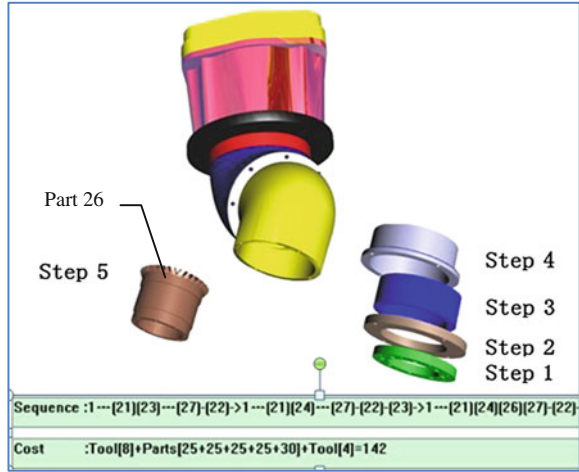 Part 26
Step 5
Step 4
Step 3
Step 2
Step 1
Sequence :1---(21)(23)---(27)-(22)->1---(21)(24)---(27)-(22)-(23)->1---(21)(24)(26)(27)-(22)-
Cost :Tool[8]+Parts[25+25+25+25+30]+Tool[4]=142